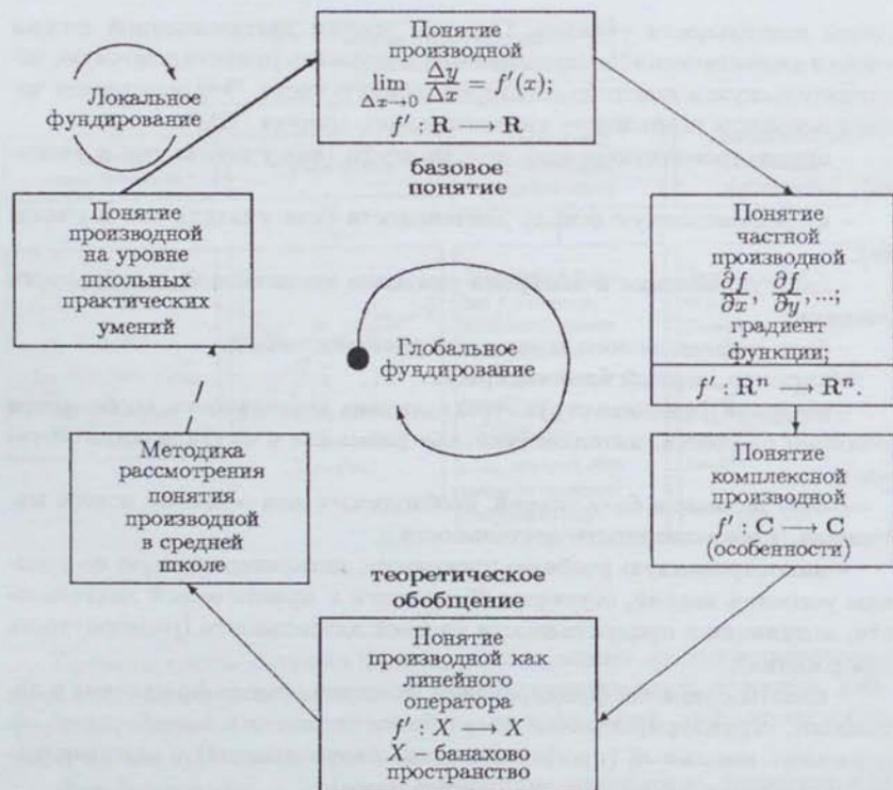 Понятие
производной
lim Δy/Δx = f′(x);
Δx→0
f′ : R ⟶ R
Локальное
фундирование
базовое
понятие
Понятие
производной
на уровне
школьных
практических
умений
Понятие
частной
производной
∂f/∂x, ∂f/∂y, ...;
градиент
функции;
f′ : Rⁿ ⟶ Rⁿ.
Глобальное
фундирование
Методика
рассмотрения
понятия
производной
в средней
школе
Понятие
комплексной
производной
f′ : C ⟶ C
(особенности)
теоретическое
обобщение
Понятие
производной как
линейного
оператора
f′ : X ⟶ X
X – банахово
пространство